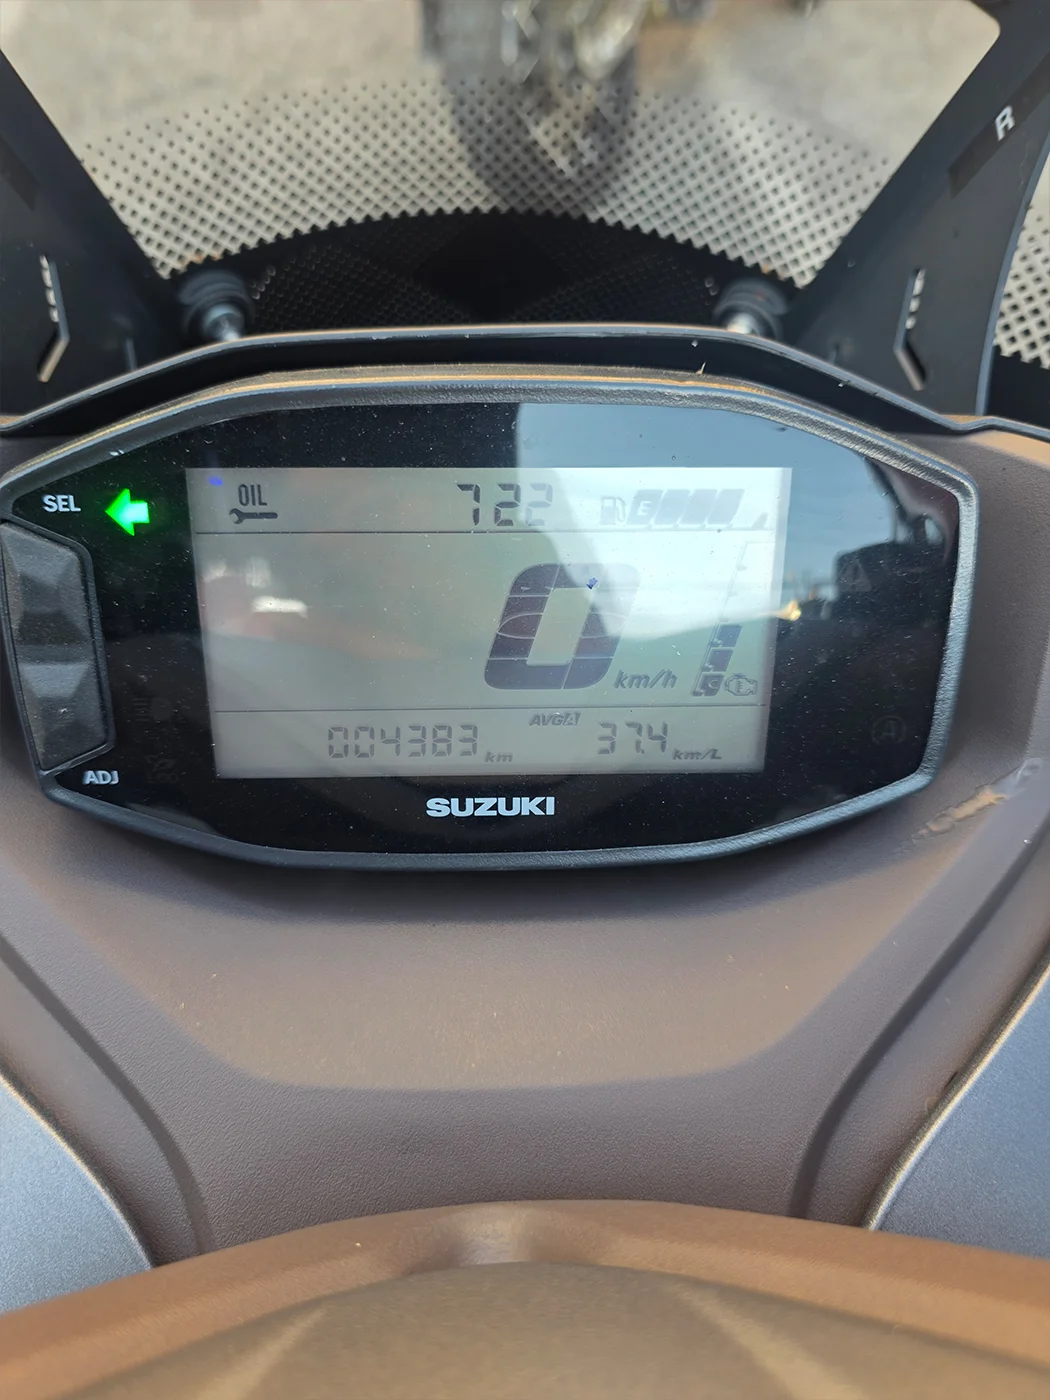 R
SEL
OIL
722
E
0
km/h
C
AVG A
004383 km
37.4 km/L
ADJ
SUZUKI